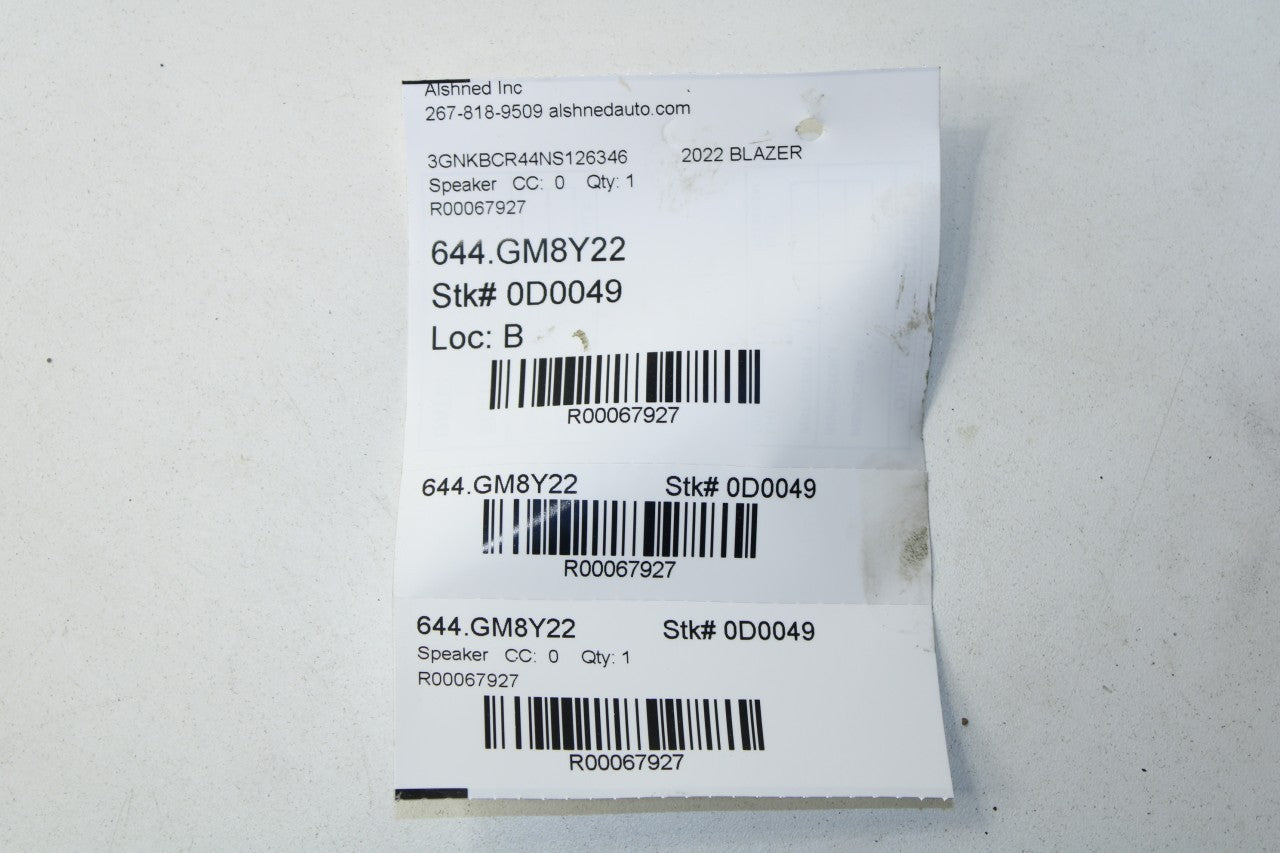 Alshned Inc
267-818-9509 alshnedauto.com
3GNKBCR44NS126346 2022 BLAZER
Speaker CC: 0 Qty: 1
R00067927
644.GM8Y22
Stk# 0D0049
Loc: B
R00067927
644.GM8Y22 Stk# 0D0049
R00067927
644.GM8Y22 Stk# 0D0049
Speaker CC: 0 Qty: 1
R00067927
R00067927